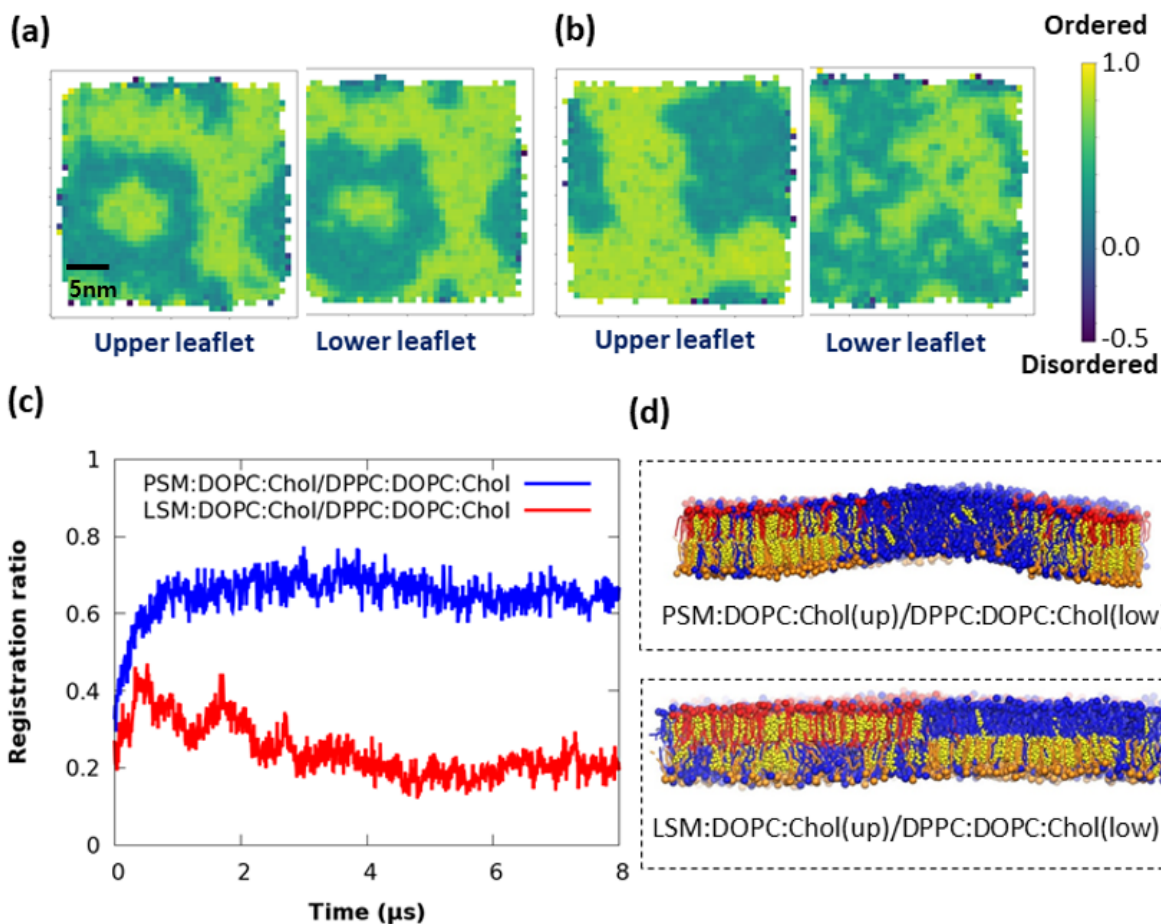 (a)
(b)
Ordered
1.0
0.0
-0.5
Disordered
5nm
Upper leaflet
Lower leaflet
Upper leaflet
Lower leaflet
(c)
(d)
1
0.8
0.6
0.4
0.2
0
Registration ratio
PSM:DOPC:Chol/DPPC:DOPC:Chol
LSM:DOPC:Chol/DPPC:DOPC:Chol
0 2 4 6 8
Time (μs)
PSM:DOPC:Chol(up)/DPPC:DOPC:Chol(low
LSM:DOPC:Chol(up)/DPPC:DOPC:Chol(low)